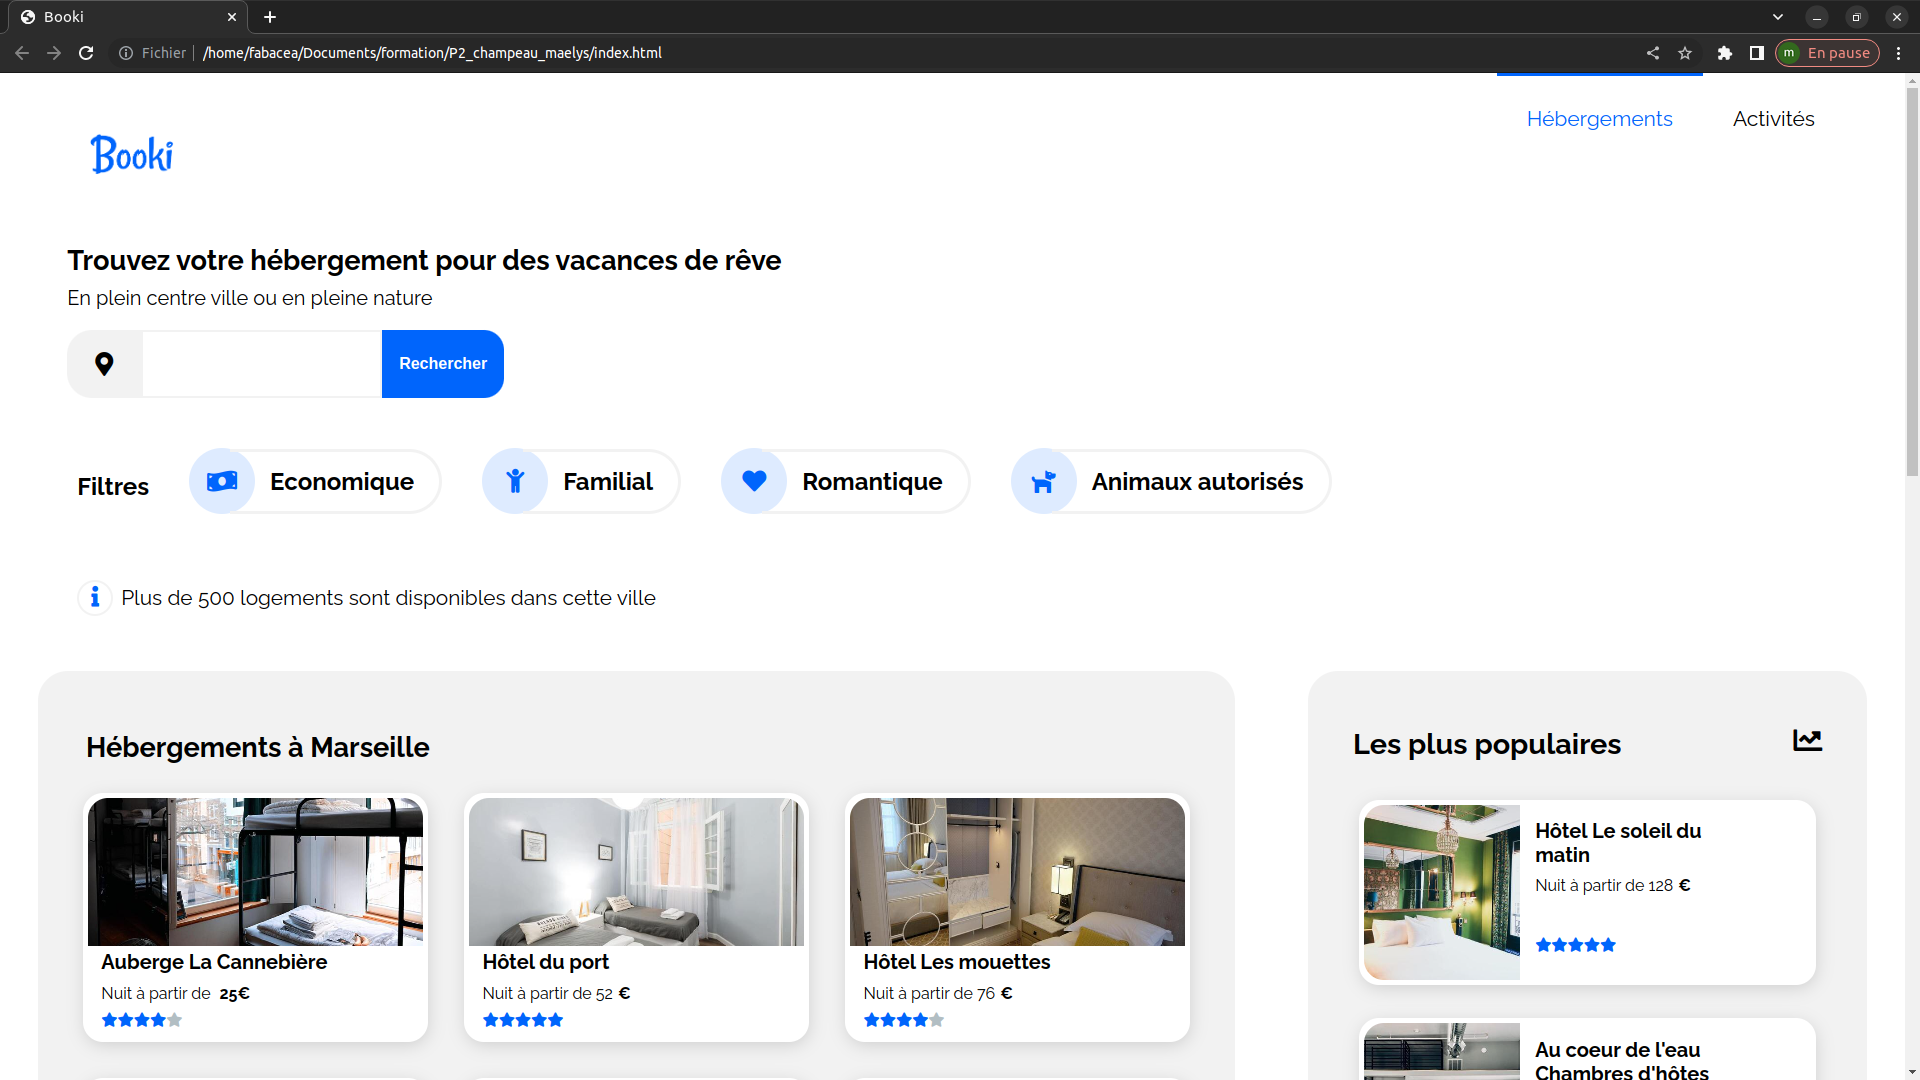 Booki
Fichier /home/fabacea/Documents/formation/P2_champeau_maelys/index.html
m En pause
Hébergements Activités
Booki
Trouvez votre hébergement pour des vacances de rêve
En plein centre ville ou en pleine nature
Rechercher
Filtres Economique Familial Romantique Animaux autorisés
Plus de 500 logements sont disponibles dans cette ville
Hébergements à Marseille
Auberge La Cannebière
Nuit à partir de 25€
Hôtel du port
Nuit à partir de 52 €
Hôtel Les mouettes
Nuit à partir de 76 €
Les plus populaires
Hôtel Le soleil du
matin
Nuit à partir de 128 €
Au coeur de l'eau
Chambres d'hôtes